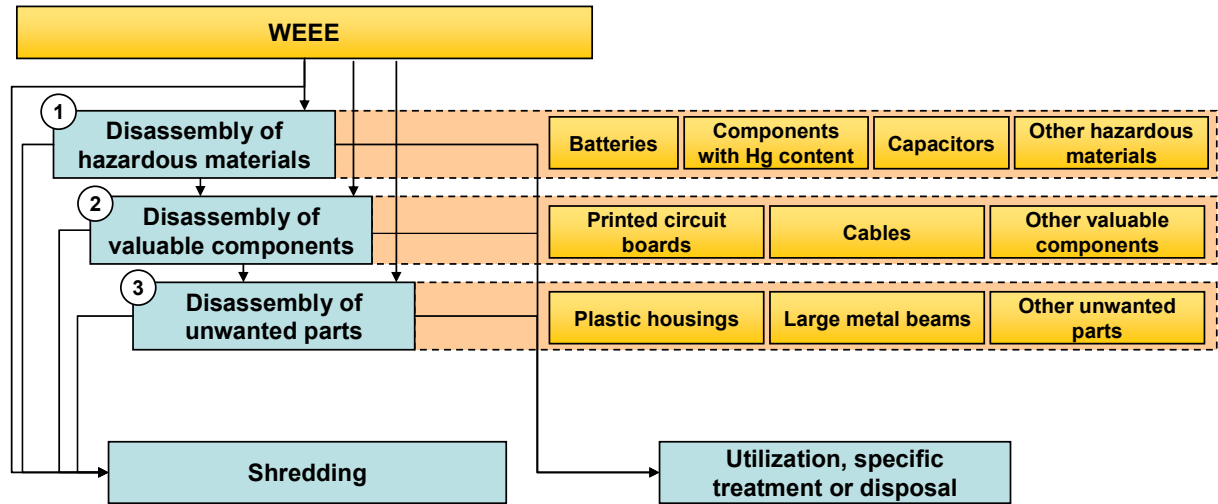 WEEE
1
Disassembly of
hazardous materials
Batteries
Components
with Hg content
Capacitors
Other hazardous
materials
2
Disassembly of
valuable components
Printed circuit
boards
Cables
Other valuable
components
3
Disassembly of
unwanted parts
Plastic housings
Large metal beams
Other unwanted
parts
Shredding
Utilization, specific
treatment or disposal